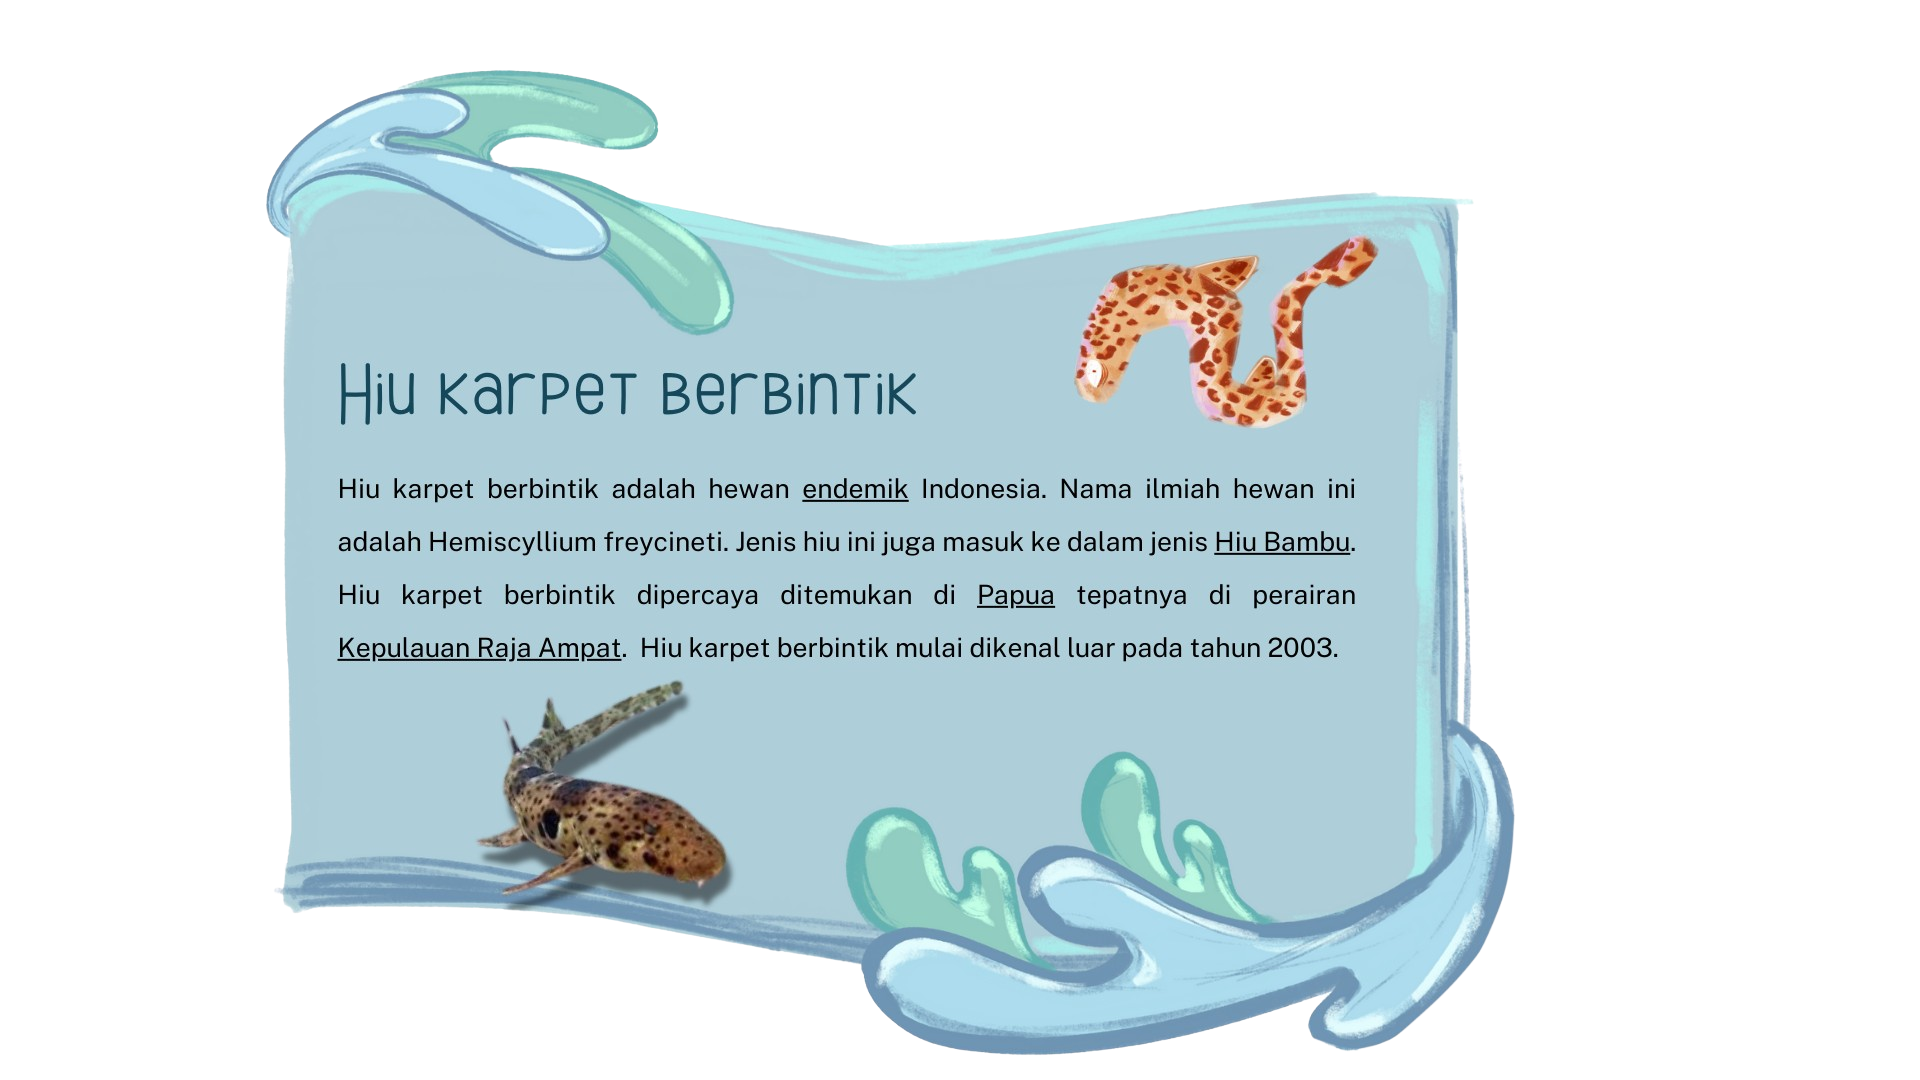 Hiu karpet berbintik
Hiu karpet berbintik adalah hewan endemik Indonesia. Nama ilmiah hewan ini
adalah Hemiscyllium freycineti. Jenis hiu ini juga masuk ke dalam jenis Hiu Bambu.
Hiu karpet berbintik dipercaya ditemukan di Papua tepatnya di perairan
Kepulauan Raja Ampat. Hiu karpet berbintik mulai dikenal luar pada tahun 2003.